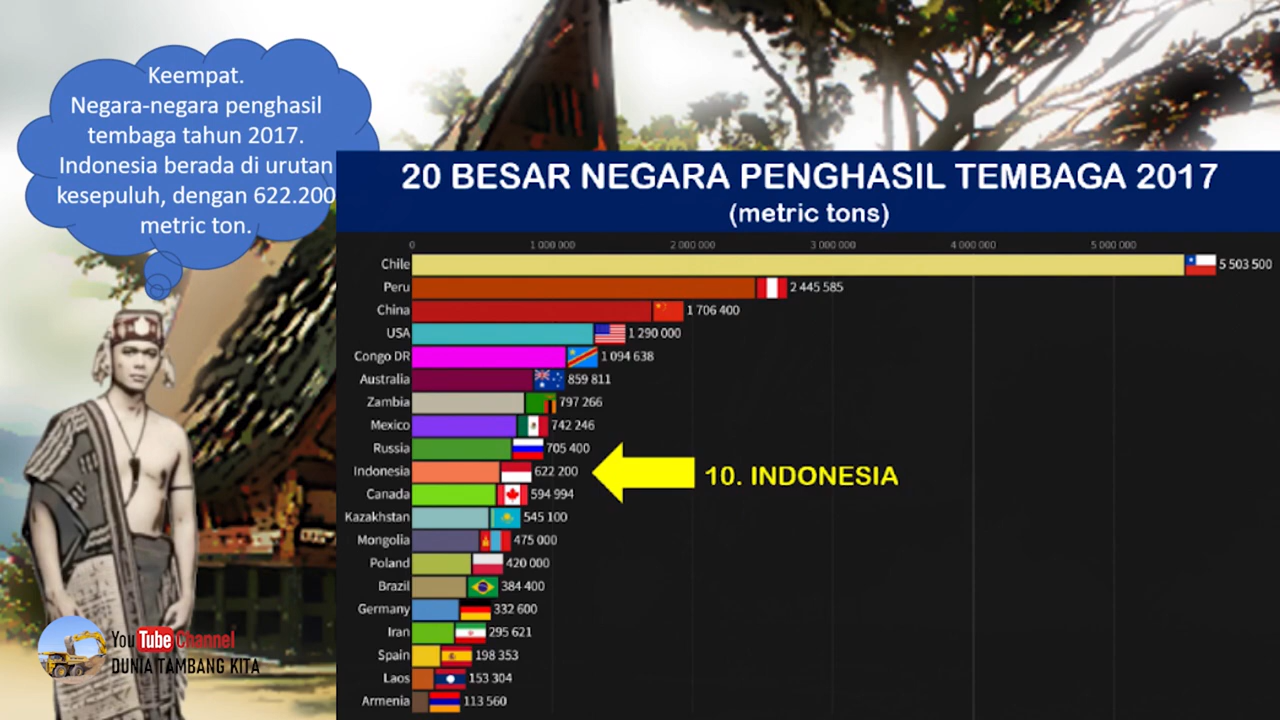 Keempat.
Negara-negara penghasil
tembaga tahun 2017.
Indonesia berada di urutan
kesepuluh, dengan 622.200
metric ton.
20 BESAR NEGARA PENGHASIL TEMBAGA 2017
(metric tons)
0 1 000 000 2 000 000 3 000 000 4 000 000 5 000 000
Chile 5 503 500
Peru 2 445 585
China 1 706 400
USA 1 290 000
Congo DR 1 094 638
Australia 859 811
Zambia 797 266
Mexico 742 246
Russia 705 400
Indonesia 622 200
10. INDONESIA
Canada 594 994
Kazakhstan 545 100
Mongolia 475 000
Poland 420 000
Brazil 384 400
Germany 332 600
Iran 295 621
Spain 198 353
Laos 153 304
Armenia 113 560
You Tube Channel
DUNIA TAMBANG KITA